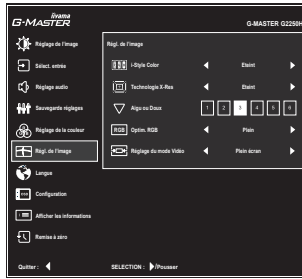 iiyama
G-MASTER
G-MASTER G2250H
Réglage de l'image
Sélect. entrée
Réglage audio
Sauvegarde réglages
Réglage de la couleur
Régl. de l'image
Langue
Configuration
Afficher les informations
Remise à zéro
Régl. de l'image
i-Style Color Eteint
Technologie X-Res Eteint
Aigu ou Doux 1 2 3 4 5 6
RGB Optim. RGB Plein
Réglage du mode Vidéo Plein écran
Quitter : SELECTION : /Pousser